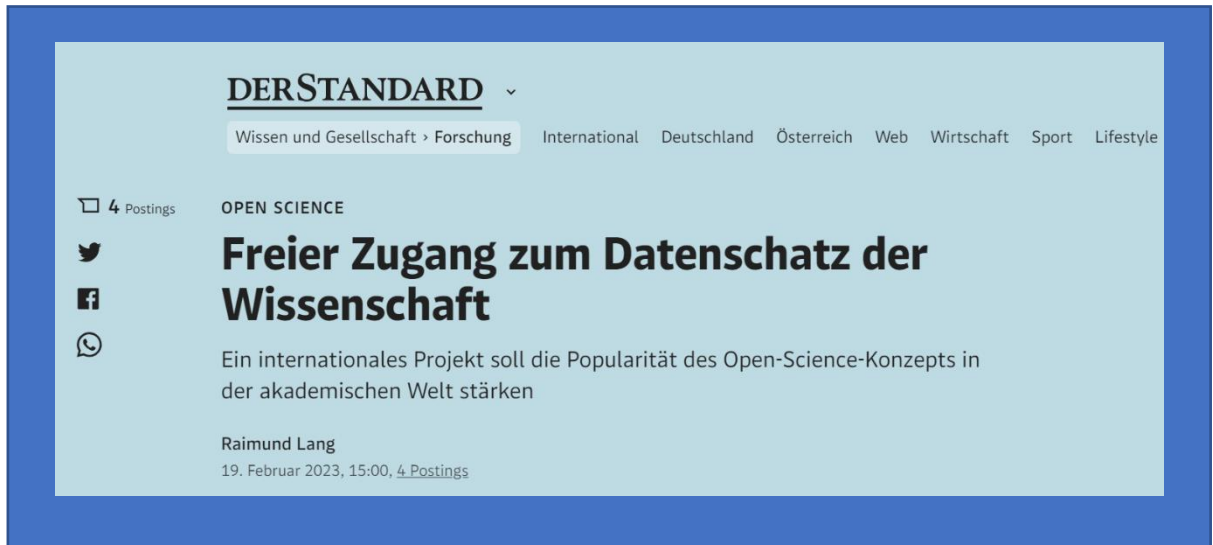 DERSTANDARD
Wissen und Gesellschaft › Forschung International Deutschland Österreich Web Wirtschaft Sport Lifestyle
4 Postings
OPEN SCIENCE
Freier Zugang zum Datenschatz der
Wissenschaft
Ein internationales Projekt soll die Popularität des Open-Science-Konzepts in
der akademischen Welt stärken
Raimund Lang
19. Februar 2023, 15:00, 4 Postings